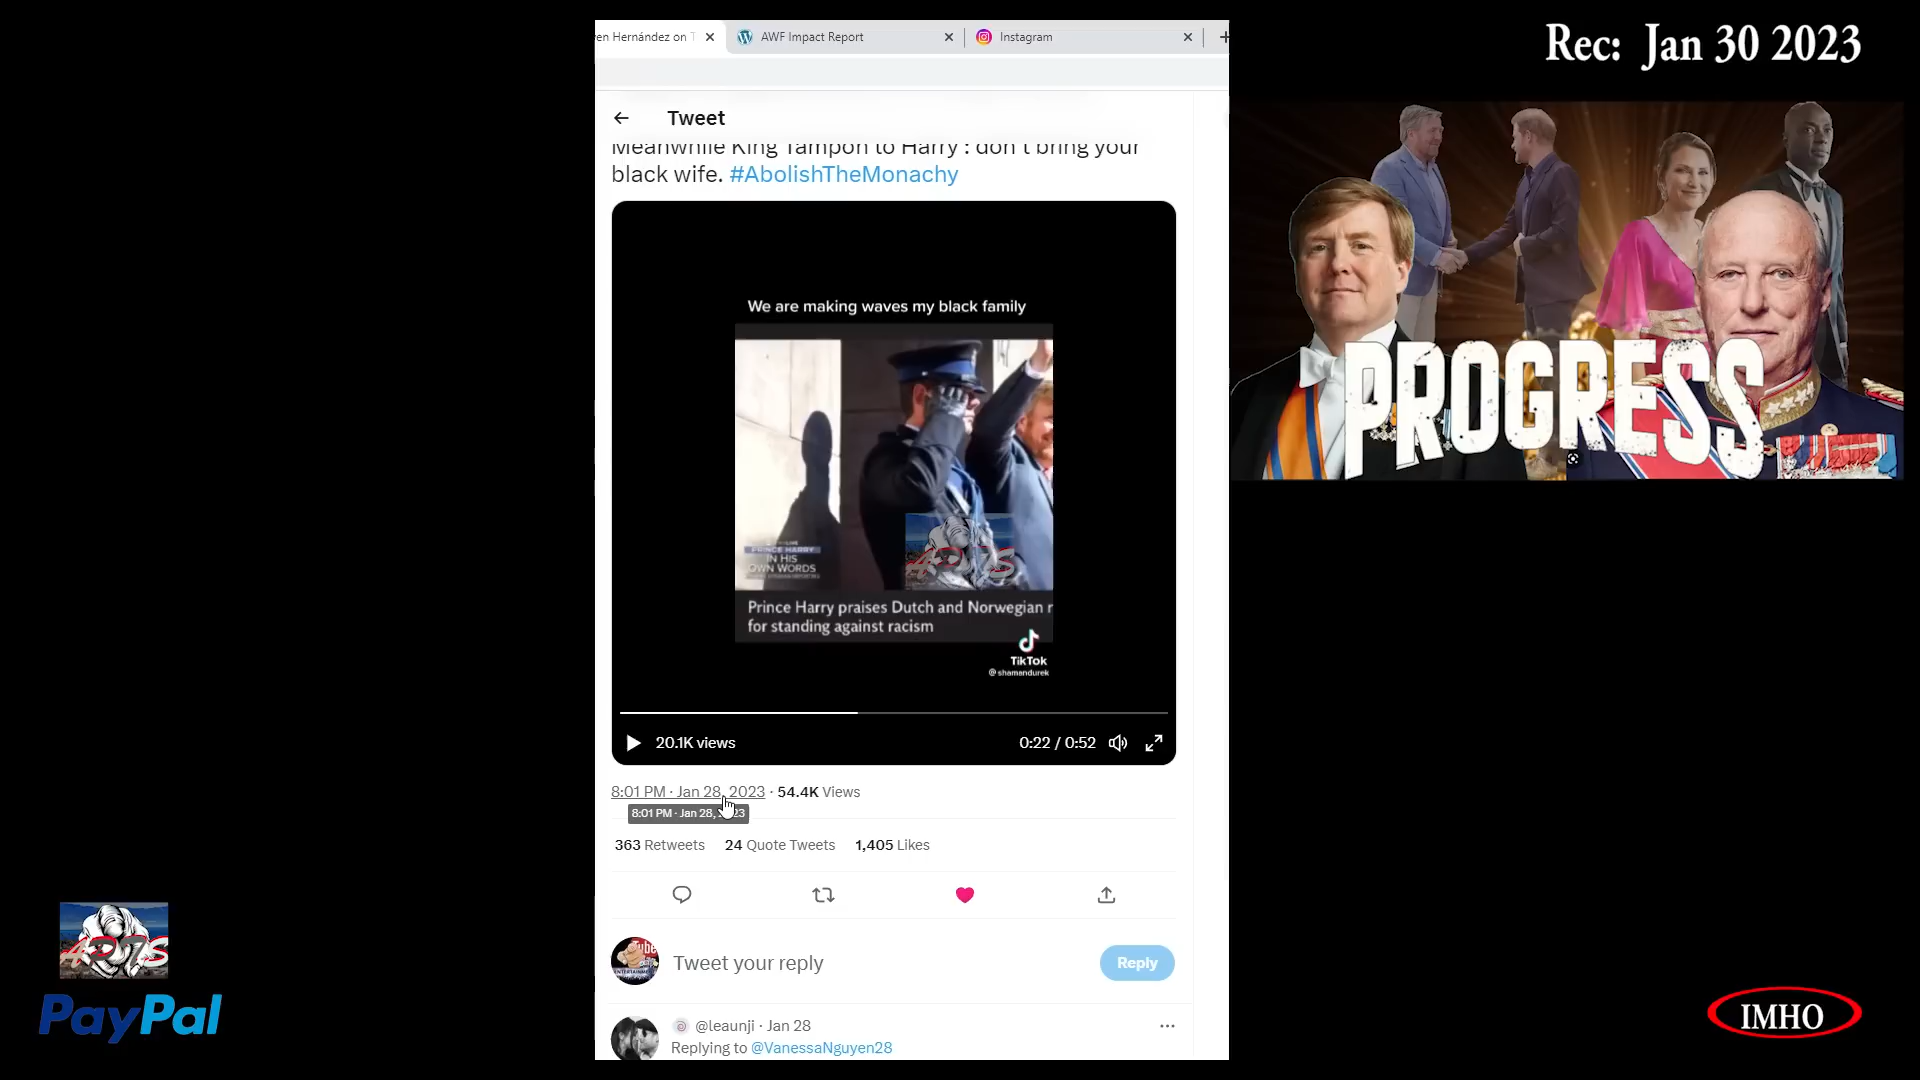 Rec: Jan 30 2023
ven Hernández on T
AWF Impact Report
Instagram
Tweet
Meanwhile King Tampon to Harry : don't bring your
black wife. #AbolishTheMonachy
We are making waves my black family
PRINCE HARRY
IN HIS
OWN WORDS
Prince Harry praises Dutch and Norwegian r
for standing against racism
TikTok
@shamandurek
20.1K views
0:22 / 0:52
8:01 PM · Jan 28, 2023 · 54.4K Views
8:01 PM · Jan 28,
23
363 Retweets 24 Quote Tweets 1,405 Likes
Tweet your reply
Reply
@leaunji · Jan 28
Replying to @VanessaNguyen28
PROGRESS
PayPal
IMHO